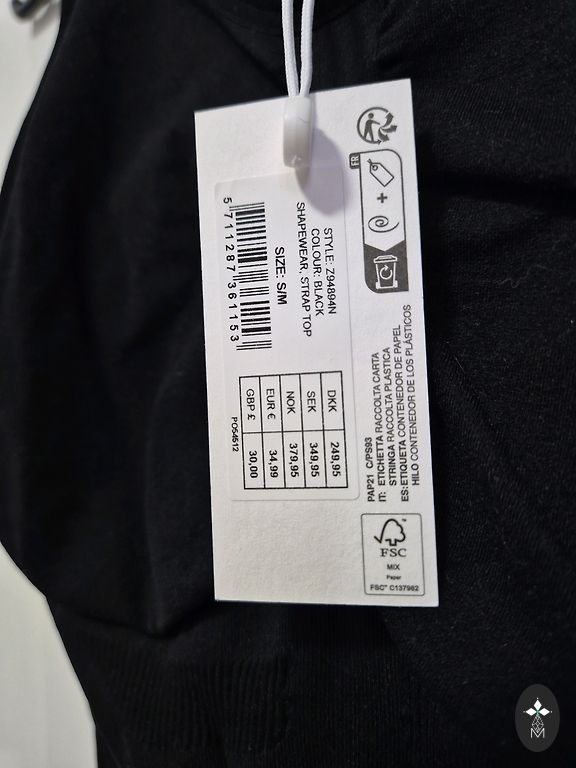 STYLE: Z94894N
COLOUR: BLACK
SHAPEWEAR, STRAP TOP
SIZE: S/M
5 711287 361153
DKK 249,95
SEK 349,95
NOK 379,95
EUR € 34,99
GBP £ 30,00
PO54512
FR
+
PAP21 C/PS93
IT: ETICHETTA RACCOLTA CARTA
STRINGA RACCOLTA PLASTICA
ES: ETIQUETA CONTENEDOR DE PAPEL
HILO CONTENEDOR DE LOS PLÁSTICOS
FSC
MIX
Paper
FSC™ C137982
M